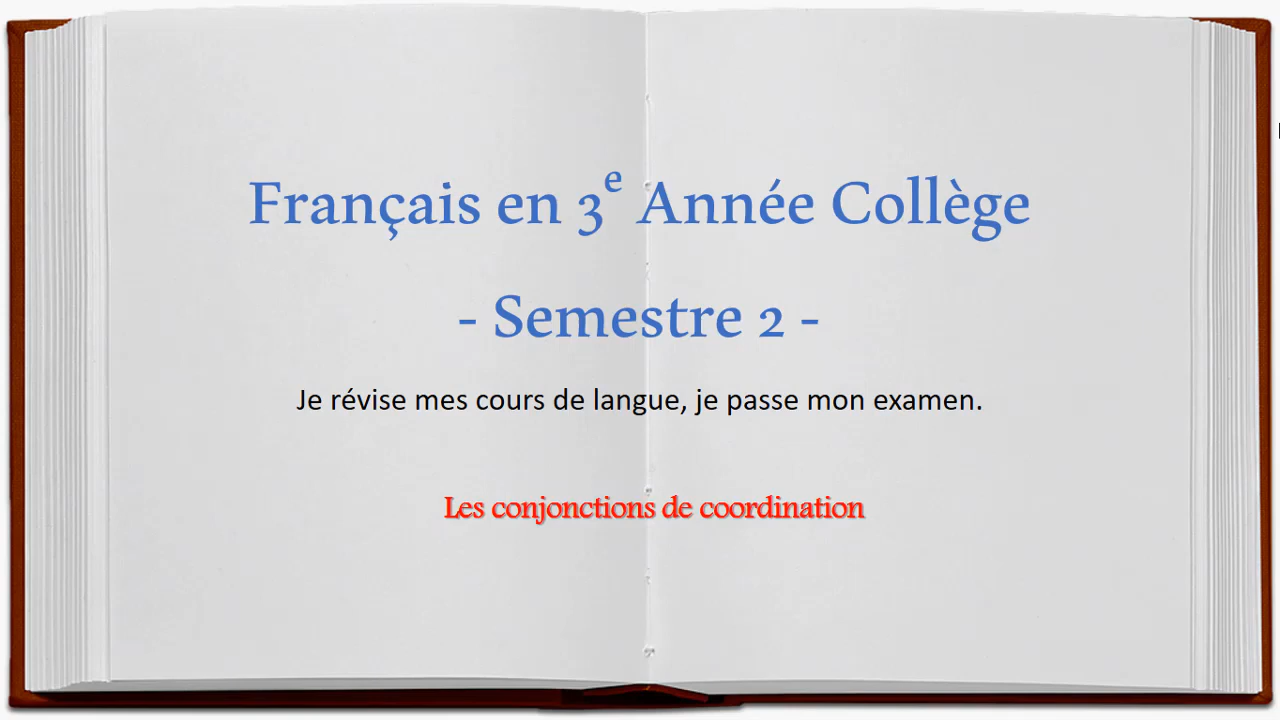 Français en 3e Année Collège
- Semestre 2 -
Je révise mes cours de langue, je passe mon examen.
Les conjonctions de coordination